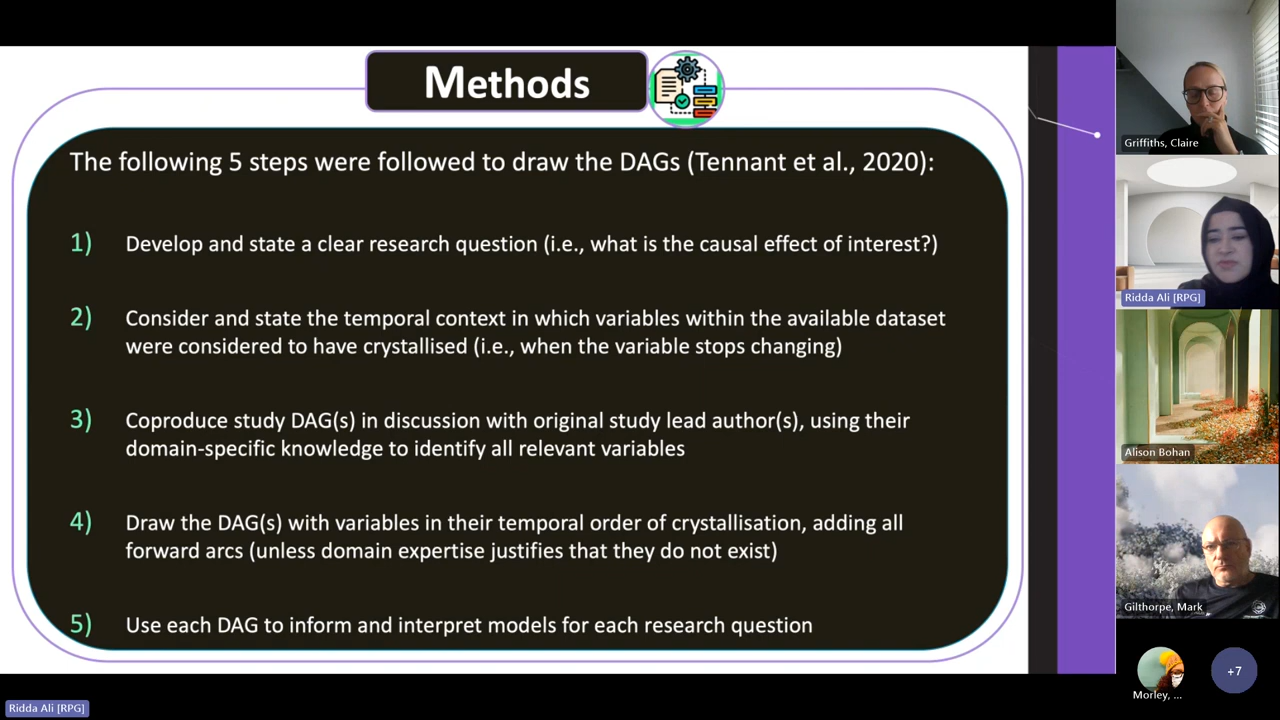 Methods
The following 5 steps were followed to draw the DAGs (Tennant et al., 2020):
1) Develop and state a clear research question (i.e., what is the causal effect of interest?)
2) Consider and state the temporal context in which variables within the available dataset
were considered to have crystallised (i.e., when the variable stops changing)
3) Coproduce study DAG(s) in discussion with original study lead author(s), using their
domain-specific knowledge to identify all relevant variables
4) Draw the DAG(s) with variables in their temporal order of crystallisation, adding all
forward arcs (unless domain expertise justifies that they do not exist)
5) Use each DAG to inform and interpret models for each research question
Griffiths, Claire
Ridda Ali [RPG]
Alison Bohan
Gilthorpe, Mark
Morley, ...
+7
Ridda Ali [RPG]